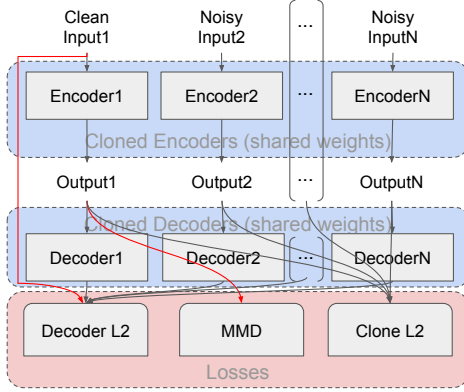 Clean Input1
Noisy Input2
...
Noisy InputN
Encoder1
Encoder2
...
EncoderN
Cloned Encoders (shared weights)
Output1
Output2
...
OutputN
Cloned Decoders (shared weights)
Decoder1
Decoder2
...
DecoderN
Decoder L2
MMD
Clone L2
Losses